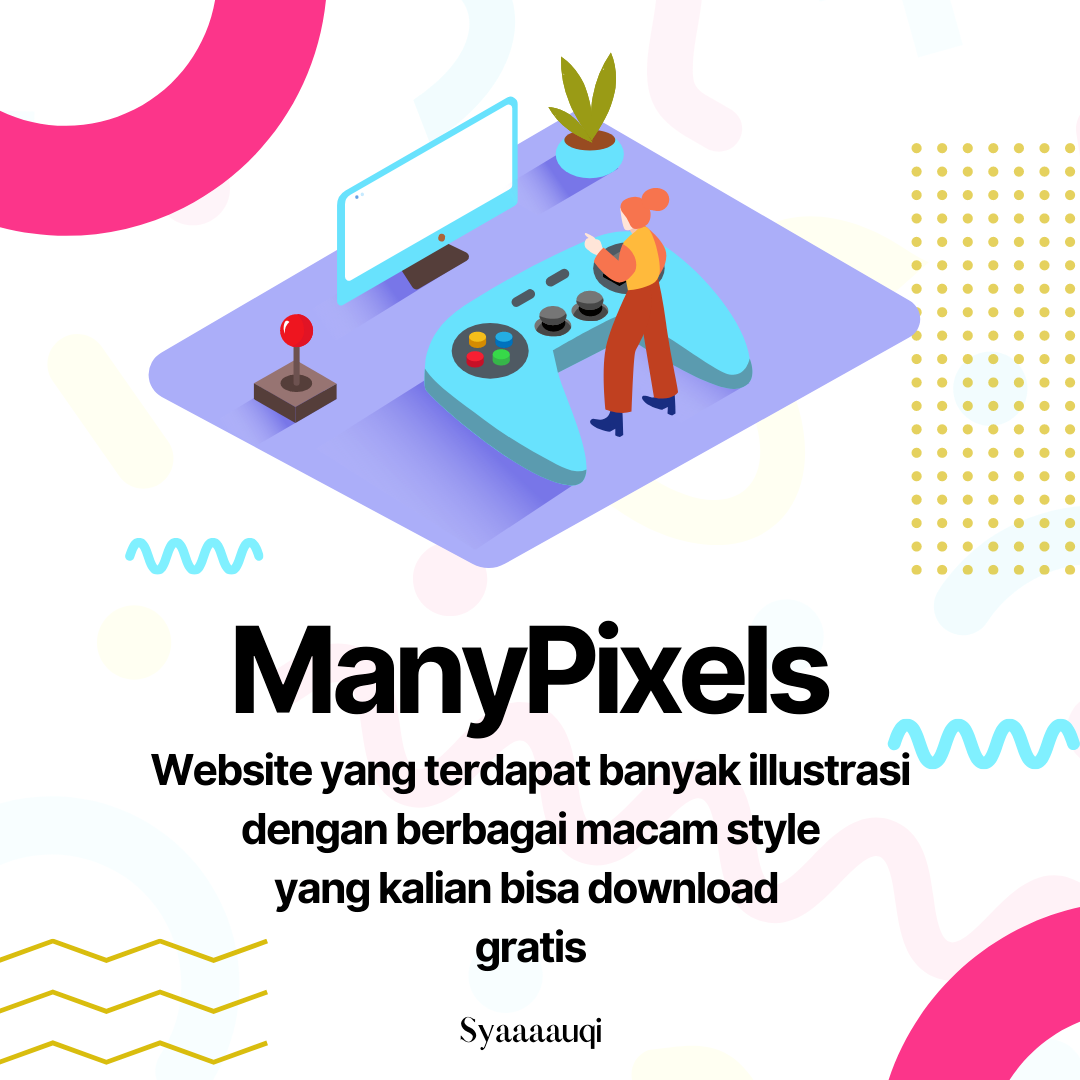 ManyPixels
Website yang terdapat banyak illustrasi
dengan berbagai macam style
yang kalian bisa download
gratis
Syaaaauqi